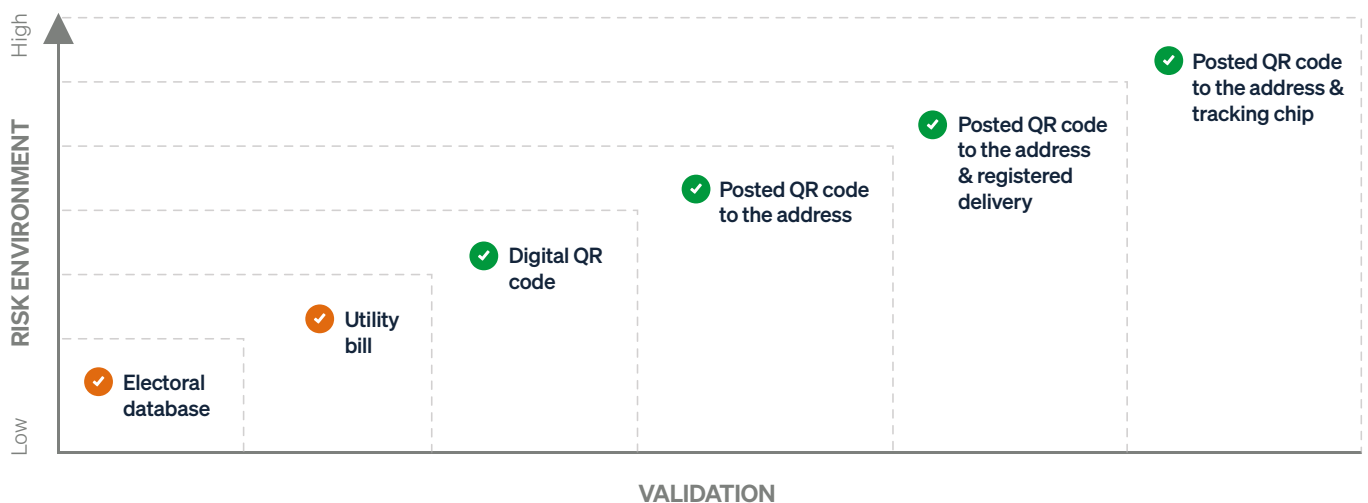 High
RISK ENVIRONMENT
Low
Electoral
database
Utility
bill
Digital QR
code
Posted QR code
to the address
Posted QR code
to the address
& registered
delivery
Posted QR code
to the address &
tracking chip
VALIDATION